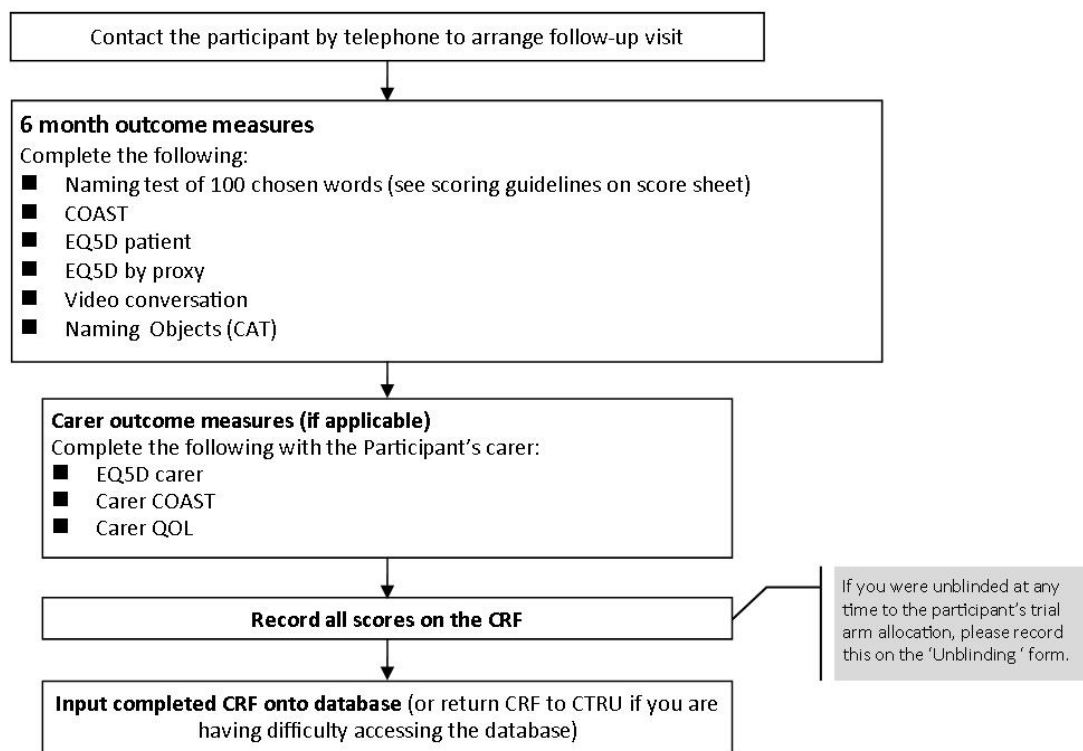 Contact the participant by telephone to arrange follow-up visit
6 month outcome measures
Complete the following:
■ Naming test of 100 chosen words (see scoring guidelines on score sheet)
■ COAST
■ EQ5D patient
■ EQ5D by proxy
■ Video conversation
■ Naming Objects (CAT)
Carer outcome measures (if applicable)
Complete the following with the Participant's carer:
■ EQ5D carer
■ Carer COAST
■ Carer QOL
Record all scores on the CRF
If you were unblinded at any
time to the participant's trial
arm allocation, please record
this on the 'Unblinding ' form.
Input completed CRF onto database (or return CRF to CTRU if you are
having difficulty accessing the database)